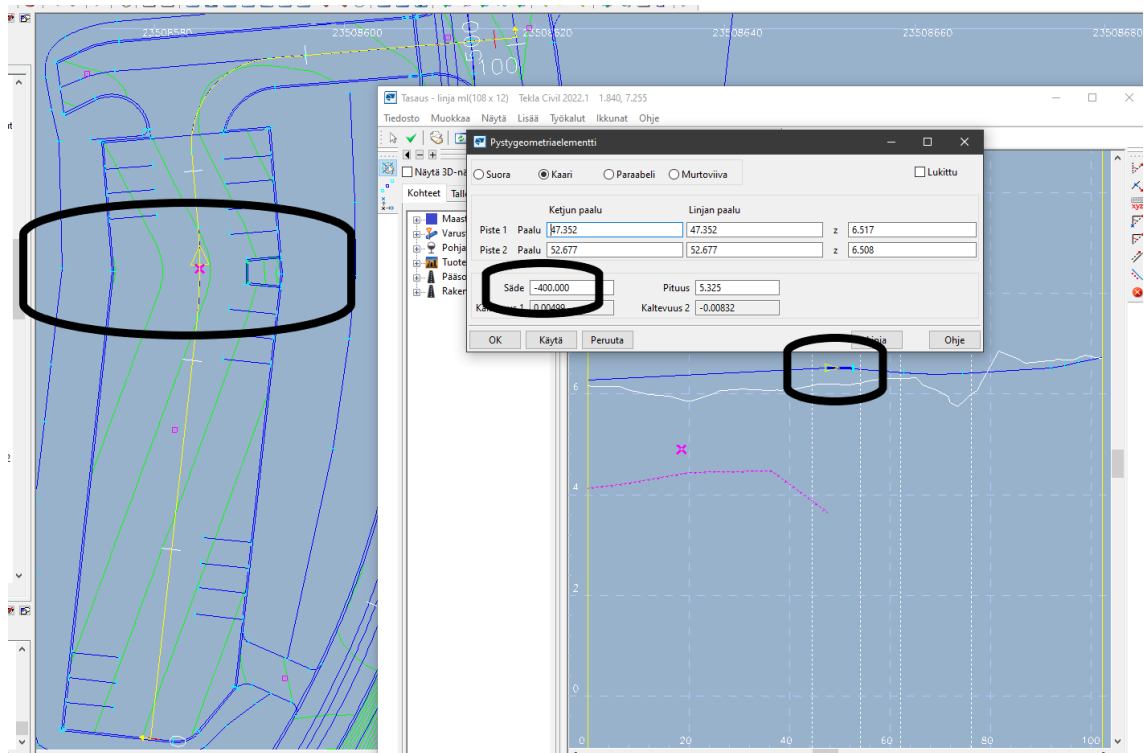 23508580
23508600
23508620
23508640
23508660
23508680
100
Tasaus - linja ml(108 x 12) Tekla Civil 2022.1 1.840, 7.255
Tiedosto Muokkaa Näytä Lisää Työkalut Ikkunat Ohje
Pystygeometriaelementti
Näytä 3D-nä
Suora Kaari Paraabeli Murtoviiva Lukittu
Kohteet Talle
Ketjun paalu Linjan paalu
Piste 1 Paalu 47.352 47.352 z 6.517
Piste 2 Paalu 52.677 52.677 z 6.508
Maast
Varus
Pohja
Tuote
Pääso
Raker
Säde -400.000 Pituus 5.325
Kaltevuus 1 0.00499 Kaltevuus 2 -0.00832
OK Käytä Peruuta Linja Ohje
xyz
6
4
2
0
0 20 40 60 80 100